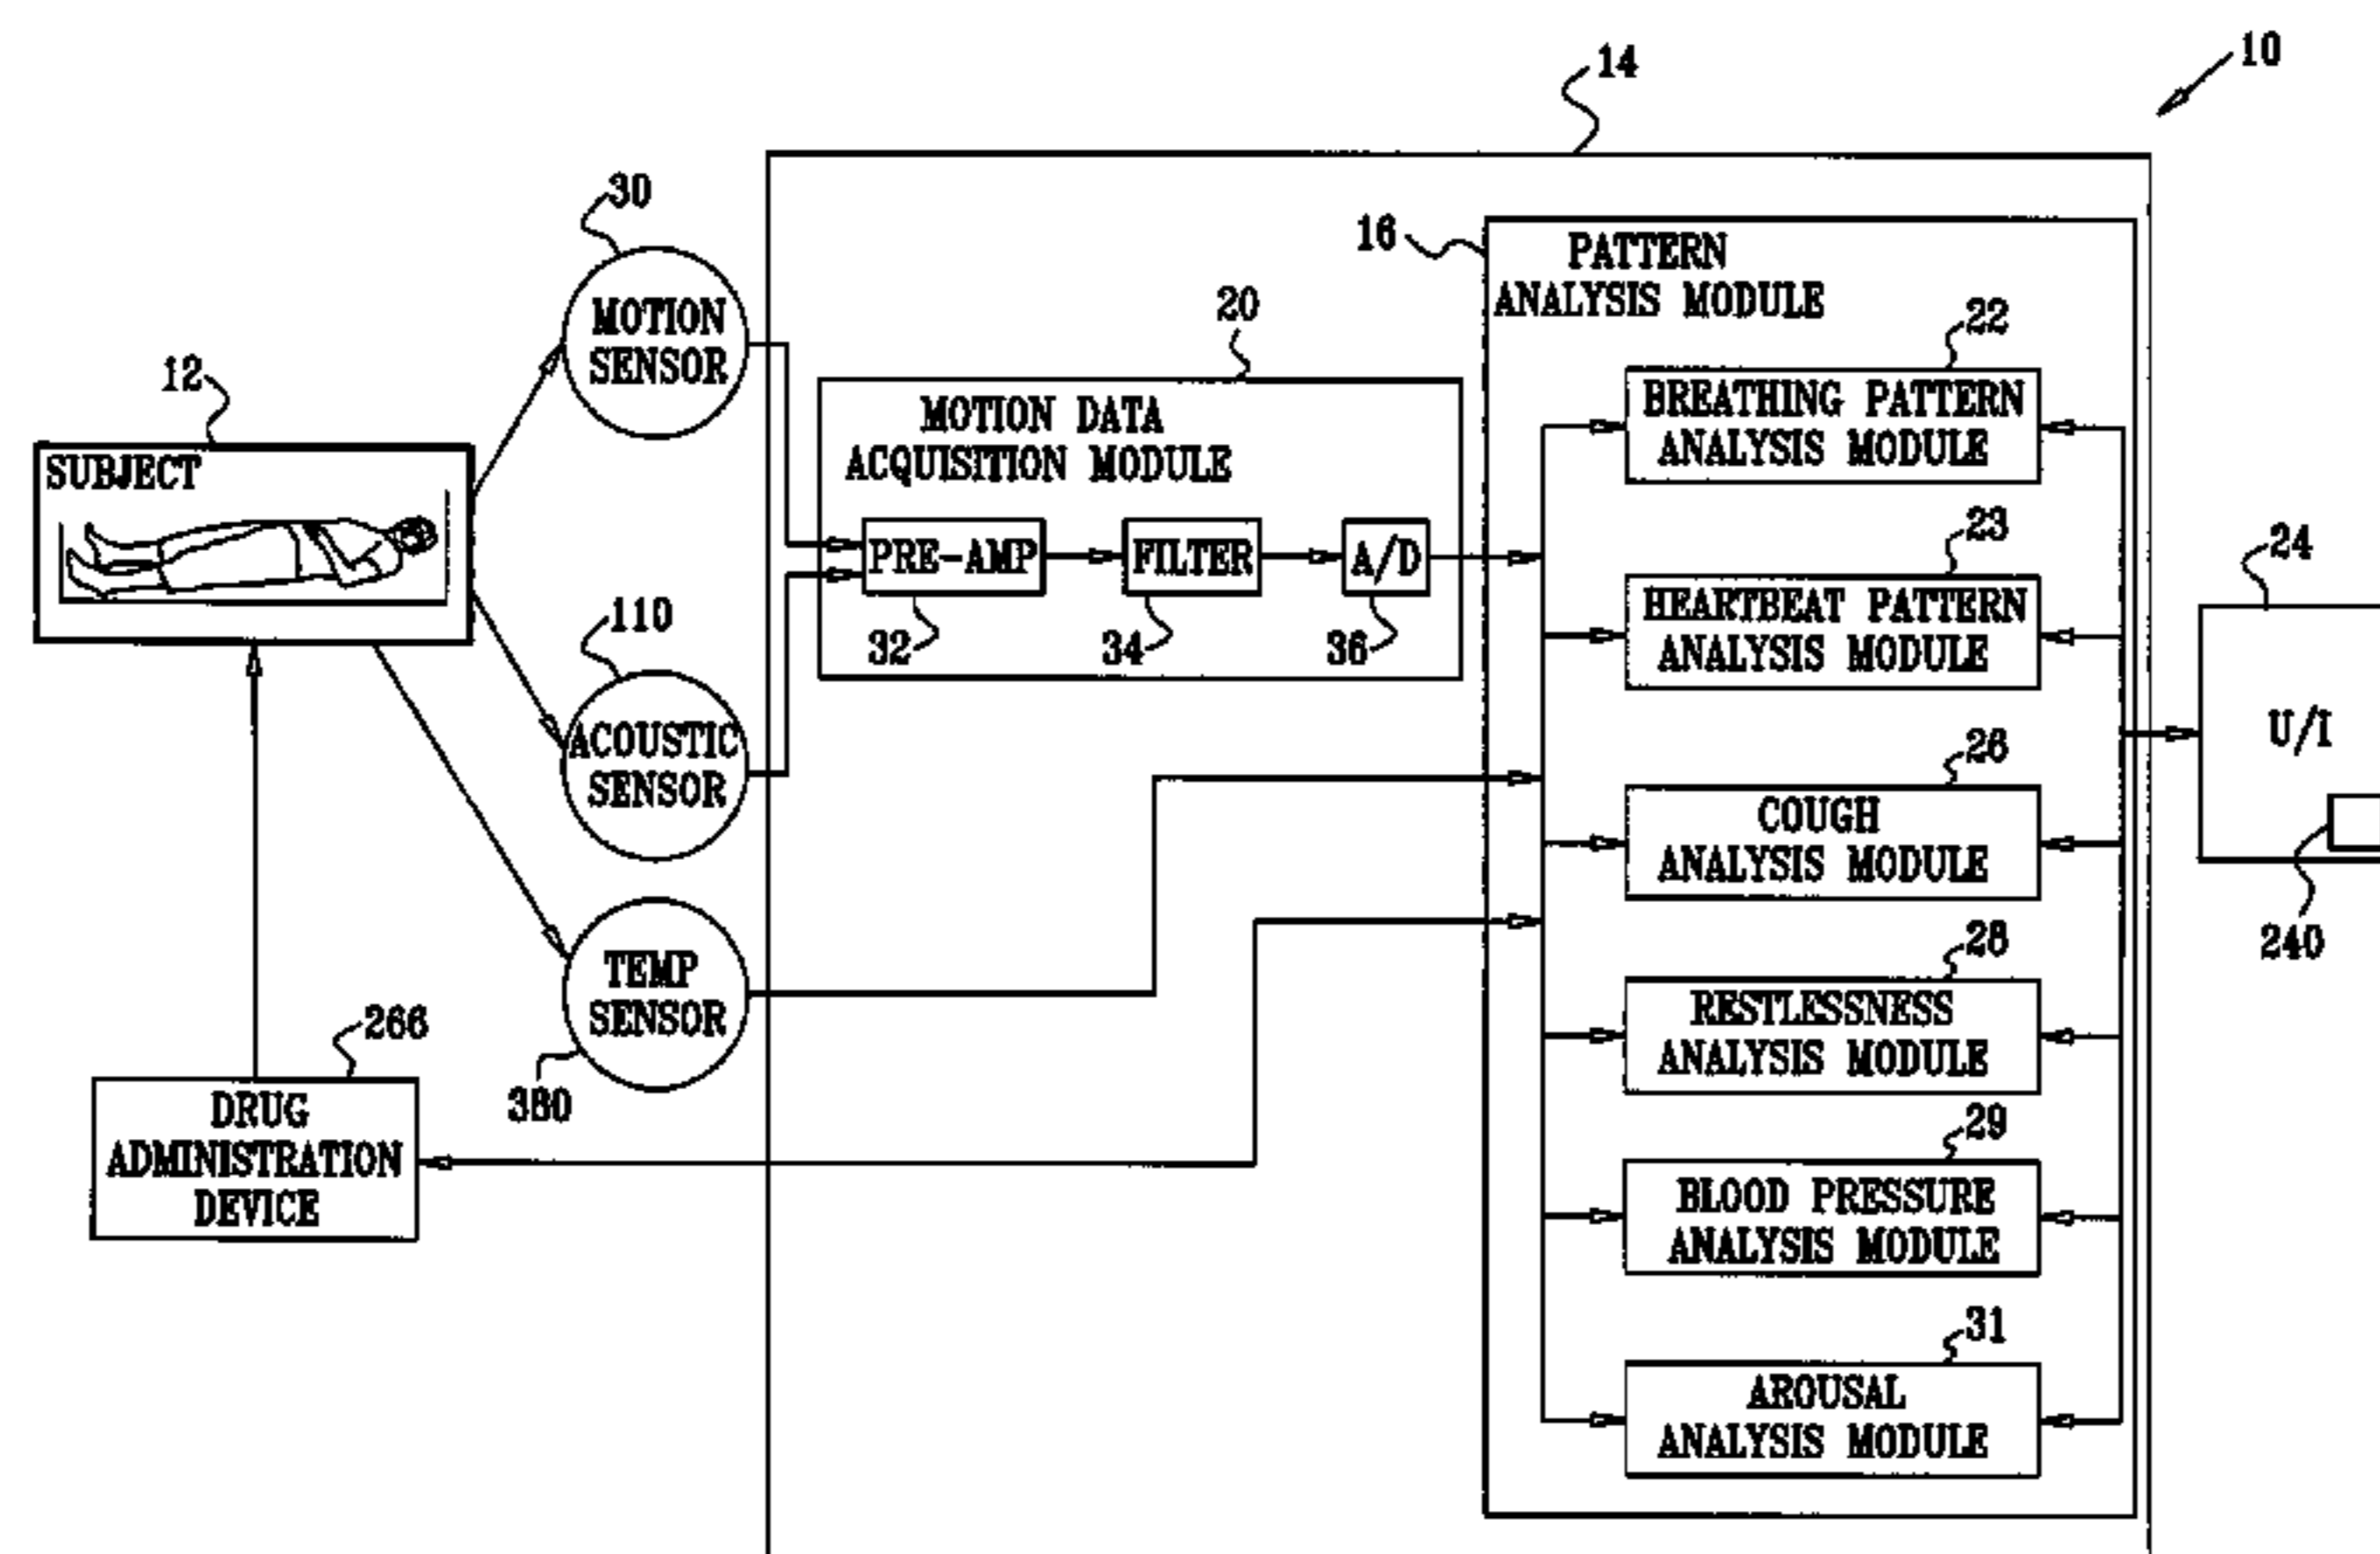 10
14
30
16
PATTERN
ANALYSIS MODULE
20
22
MOTION
SENSOR
12
BREATHING PATTERN
ANALYSIS MODULE
MOTION DATA
ACQUISITION MODULE
SUBJECT
23
24
PRE-AMP
FILTER
A/D
HEARTBEAT PATTERN
ANALYSIS MODULE
110
32
34
36
U/I
ACOUSTIC
SENSOR
26
COUGH
ANALYSIS MODULE
240
28
TEMP
SENSOR
RESTLESSNESS
ANALYSIS MODULE
266
380
DRUG
ADMINISTRATION
DEVICE
29
BLOOD PRESSURE
ANALYSIS MODULE
31
AROUSAL
ANALYSIS MODULE